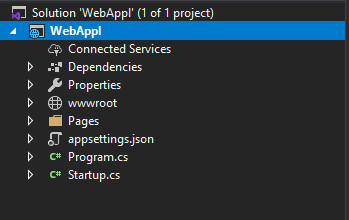 Solution 'WebAppl' (1 of 1 project)
WebAppl
Connected Services
Dependencies
Properties
wwwroot
Pages
appsettings.json
C# Program.cs
C# Startup.cs